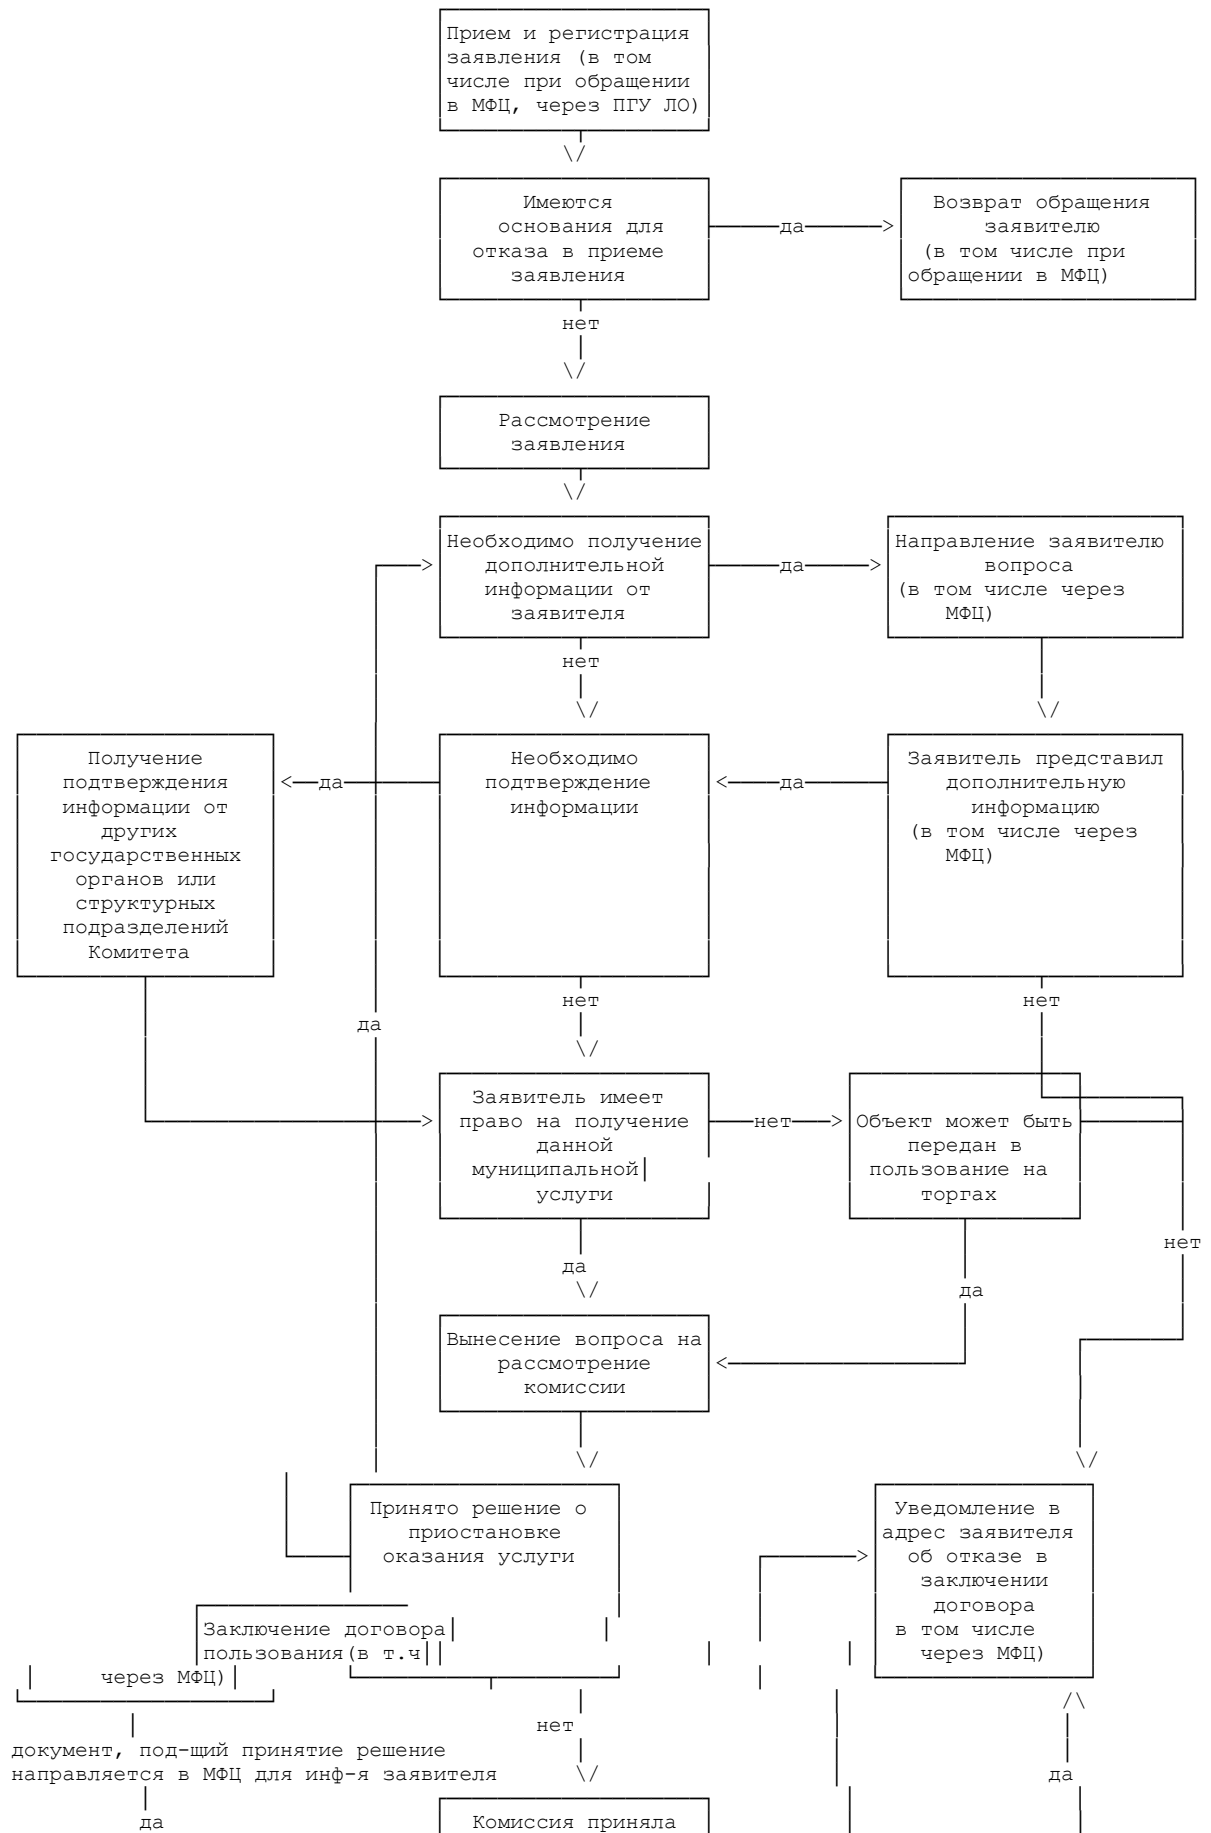 Прием и регистрация
заявления (в том
числе при обращении
в МФЦ, через ПГУ ЛО)
Имеются
основания для
отказа в приеме
заявления
да
Возврат обращения
заявителю
(в том числе при
обращении в МФЦ)
нет
Рассмотрение
заявления
Необходимо получение
дополнительной
информации от
заявителя
да
Направление заявителю
вопроса
(в том числе через
МФЦ)
нет
Получение
подтверждения
информации от
других
государственных
органов или
структурных
подразделений
Комитета
да
Необходимо
подтверждение
информации
да
Заявитель представил
дополнительную
информацию
(в том числе через
МФЦ)
нет
нет
да
Заявитель имеет
право на получение
данной
муниципальной
услуги
нет
Объект может быть
передан в
пользование на
торгах
нет
да
да
Вынесение вопроса на
рассмотрение
комиссии
Принято решение о
приостановке
оказания услуги
Уведомление в
адрес заявителя
об отказе в
заключении
договора
в том числе
через МФЦ)
Заключение договора
пользования(в т.ч
через МФЦ)
нет
документ, под-щий принятие решение
направляется в МФЦ для инф-я заявителя
да
да
Комиссия приняла